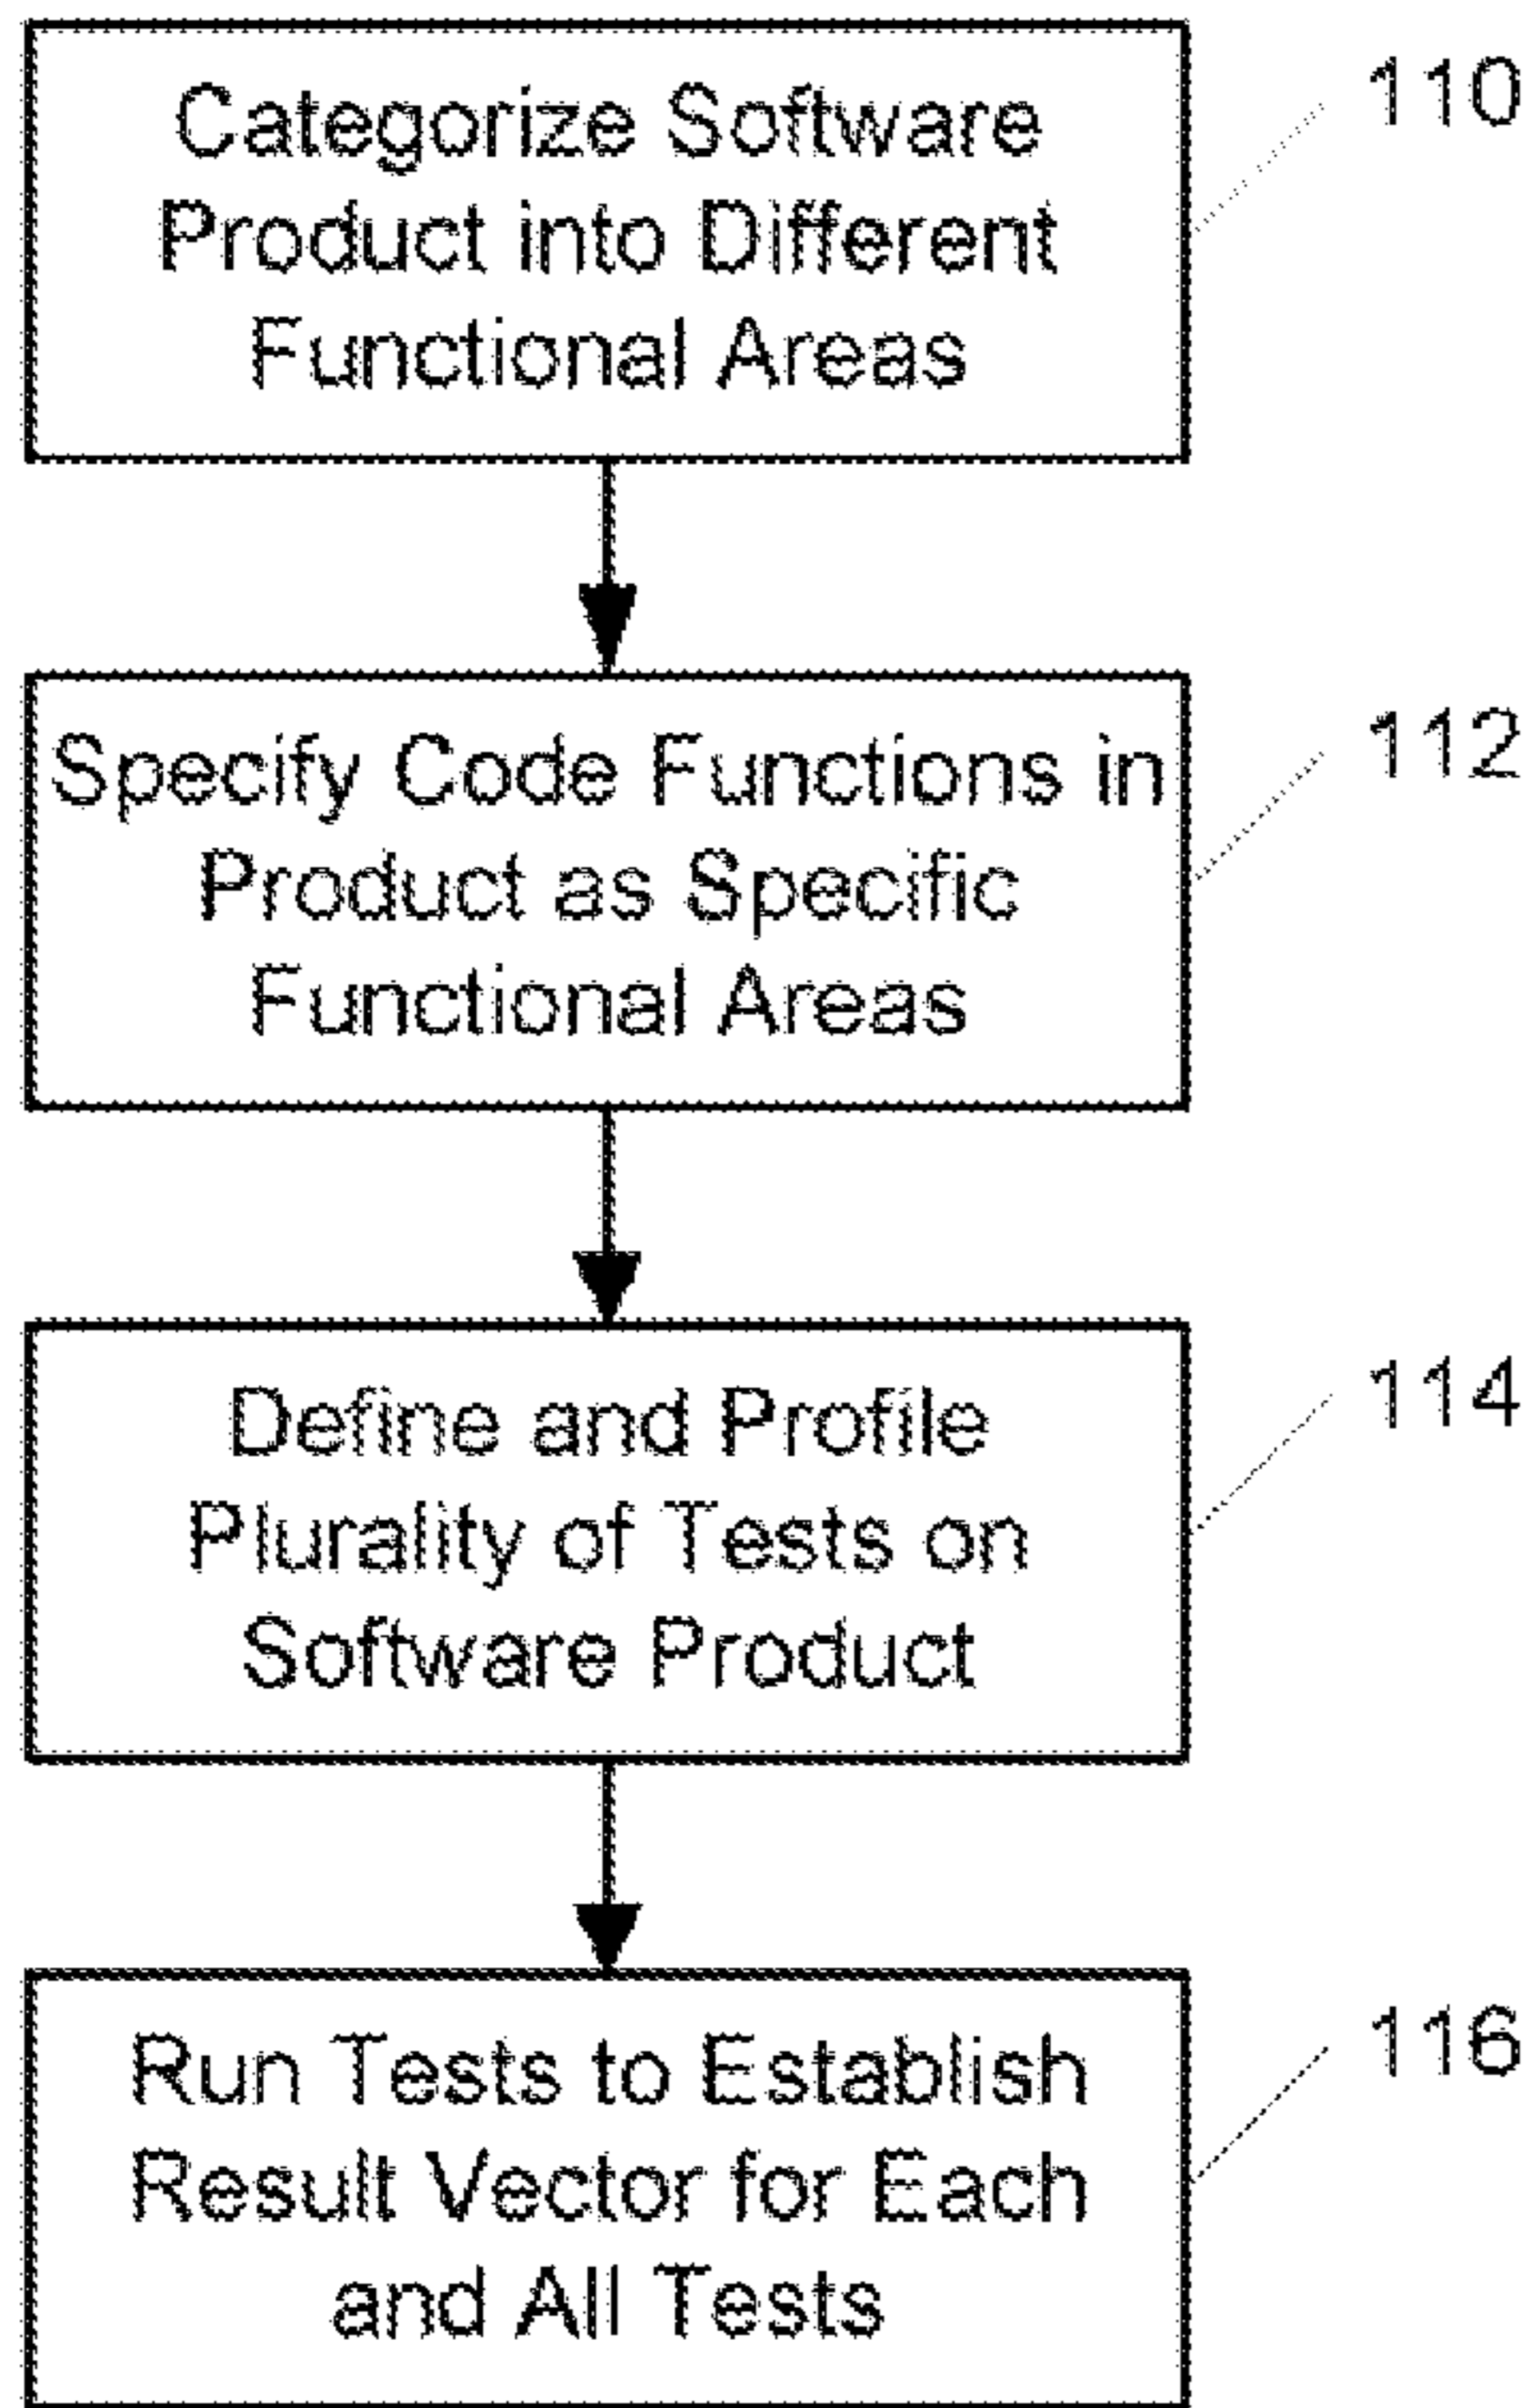 Categorize Software
Product into Different
Functional Areas
110
Specify Code Functions in
Product as Specific
Functional Areas
112
Define and Profile
Plurality of Tests on
Software Product
114
Run Tests to Establish
Result Vector for Each
and All Tests
116